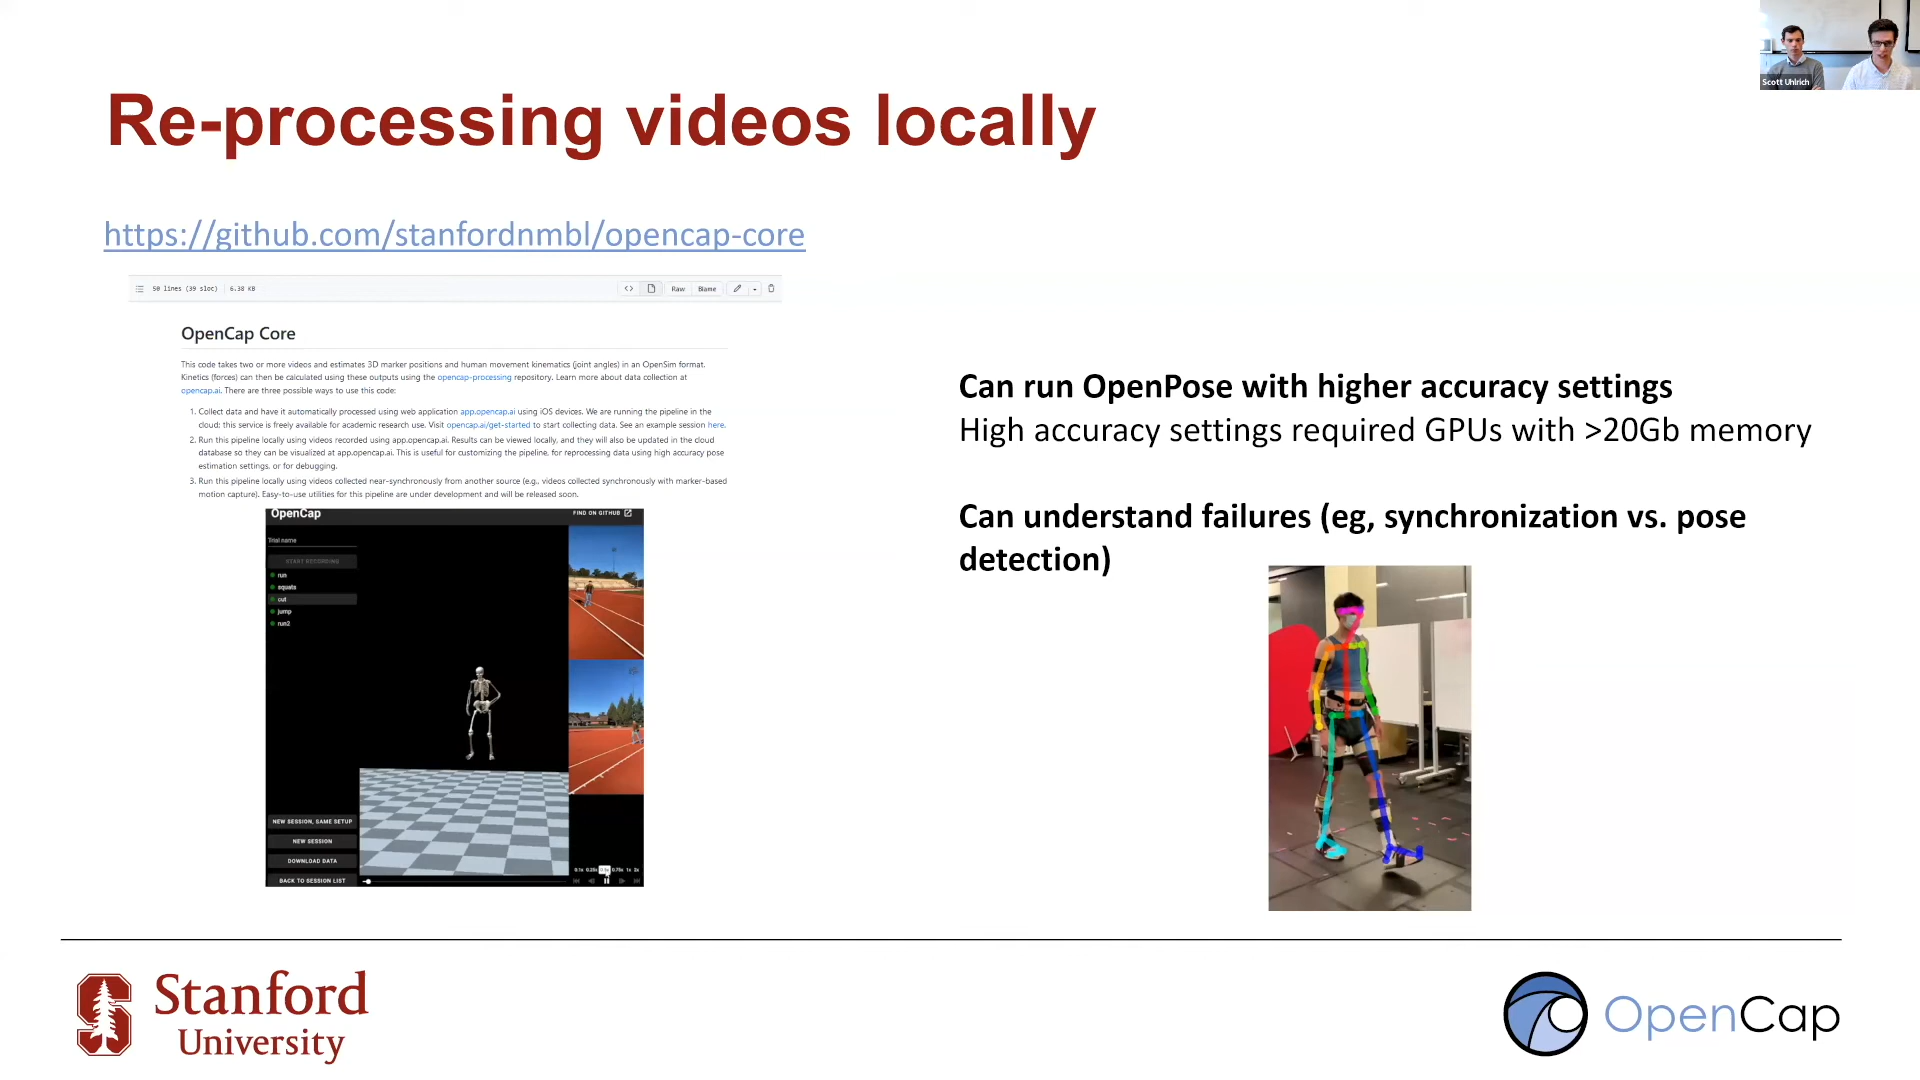 Scott Uhlrich
Re-processing videos locally
https://github.com/stanfordnmbl/opencap-core
50 lines (39 sloc) 6.38 KB
Raw Blame
OpenCap Core
This code takes two or more videos and estimates 3D marker positions and human movement kinematics (joint angles) in an OpenSim format.
Kinetics (forces) can then be calculated using these outputs using the opencap-processing repository. Learn more about data collection at
opencap.ai. There are three possible ways to use this code:
1. Collect data and have it automatically processed using web application app.opencap.ai using iOS devices. We are running the pipeline in the
cloud; this service is freely available for academic research use. Visit opencap.ai/get-started to start collecting data. See an example session here.
2. Run this pipeline locally using videos recorded using app.opencap.ai. Results can be viewed locally, and they will also be updated in the cloud
database so they can be visualized at app.opencap.ai. This is useful for customizing the pipeline, for reprocessing data using high accuracy pose
estimation settings, or for debugging.
3. Run this pipeline locally using videos collected near-synchronously from another source (e.g., videos collected synchronously with marker-based
motion capture). Easy-to-use utilities for this pipeline are under development and will be released soon.
OpenCap
FIND ON GITHUB
Trial name
START RECORDING
run
squats
cut
jump
run2
NEW SESSION, SAME SETUP
NEW SESSION
DOWNLOAD DATA
BACK TO SESSION LIST
0.1x 0.25x 0.75x 1x 2x
Can run OpenPose with higher accuracy settings
High accuracy settings required GPUs with >20Gb memory
Can understand failures (eg, synchronization vs. pose
detection)
Stanford
University
OpenCap